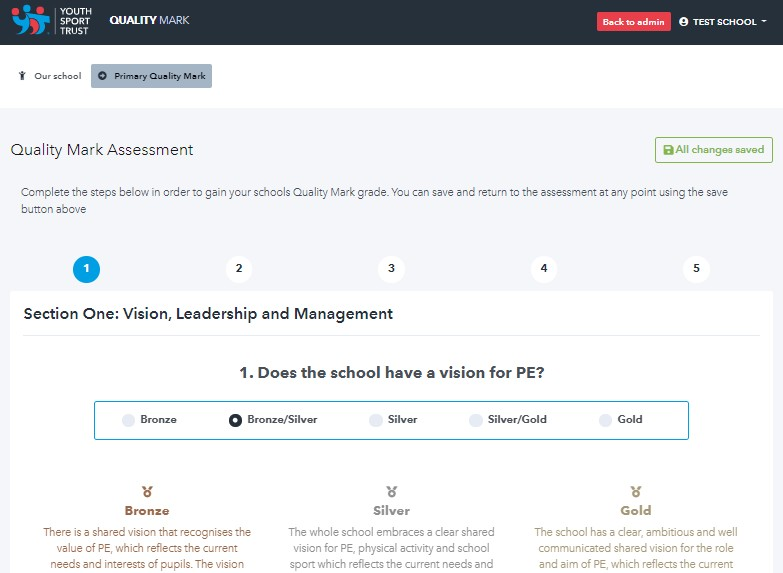 YOUTH
SPORT
TRUST
QUALITY MARK
Back to admin
TEST SCHOOL
Our school
Primary Quality Mark
Quality Mark Assessment
All changes saved
Complete the steps below in order to gain your schools Quality Mark grade. You can save and return to the assessment at any point using the save
button above
1 2 3 4 5
Section One: Vision, Leadership and Management
1. Does the school have a vision for PE?
Bronze Bronze/Silver Silver Silver/Gold Gold
Bronze
There is a shared vision that recognises the
value of PE, which reflects the current
needs and interests of pupils. The vision
Silver
The whole school embraces a clear shared
vision for PE, physical activity and school
sport which reflects the current needs and
Gold
The school has a clear, ambitious and well
communicated shared vision for the role
and aim of PE, which reflects the current